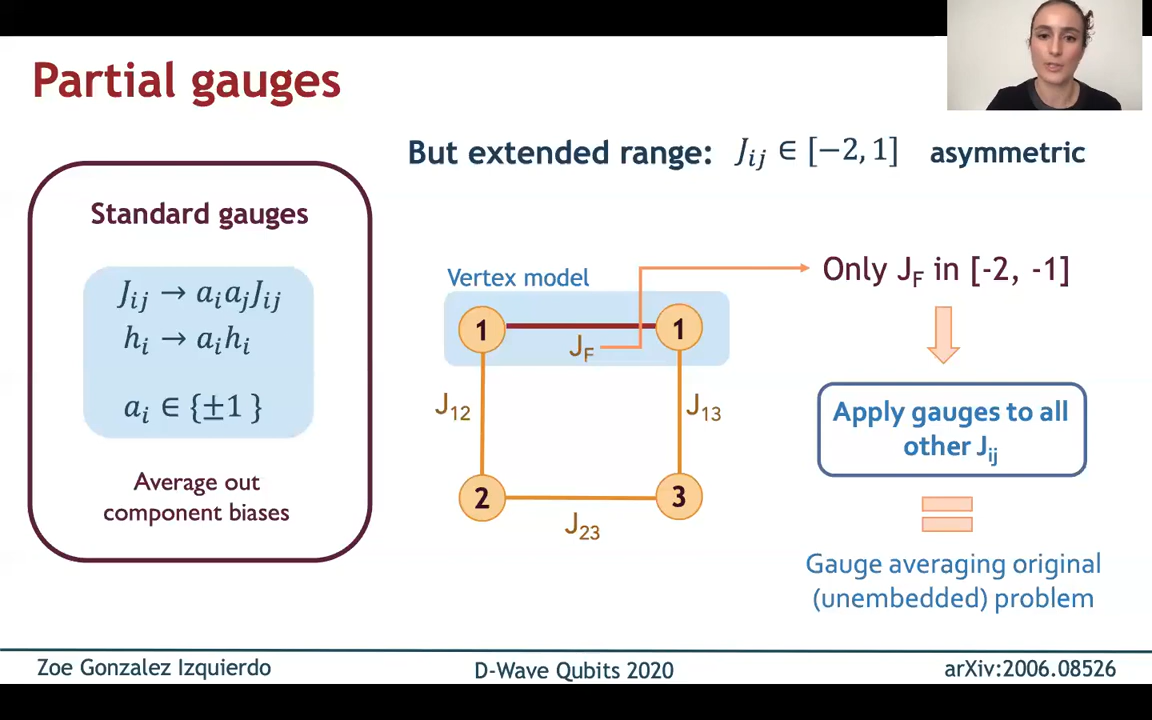 Partial gauges
But extended range: J_ij ∈ [−2, 1] asymmetric
Standard gauges
J_ij → a_i a_j J_ij
h_i → a_i h_i
a_i ∈ {±1 }
Average out
component biases
Vertex model
1
1
J_F
J_12
J_13
2
3
J_23
Only J_F in [-2, -1]
Apply gauges to all
other J_ij
Gauge averaging original
(unembedded) problem
Zoe Gonzalez Izquierdo
D-Wave Qubits 2020
arXiv:2006.08526